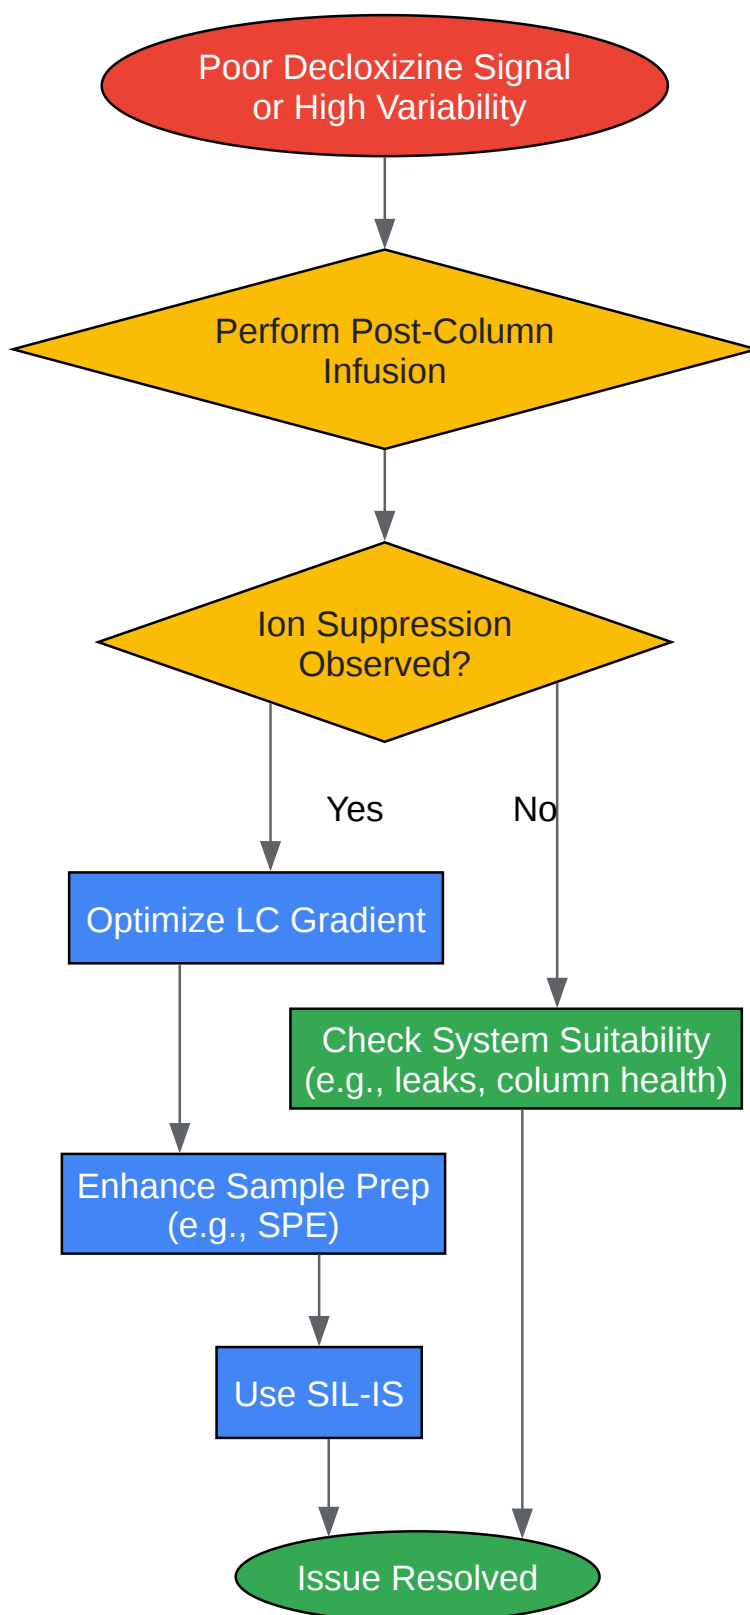 Poor Decloxizine Signal
or High Variability
Perform Post-Column
Infusion
Ion Suppression
Observed?
Yes
No
Optimize LC Gradient
Check System Suitability
(e.g., leaks, column health)
Enhance Sample Prep
(e.g., SPE)
Use SIL-IS
Issue Resolved